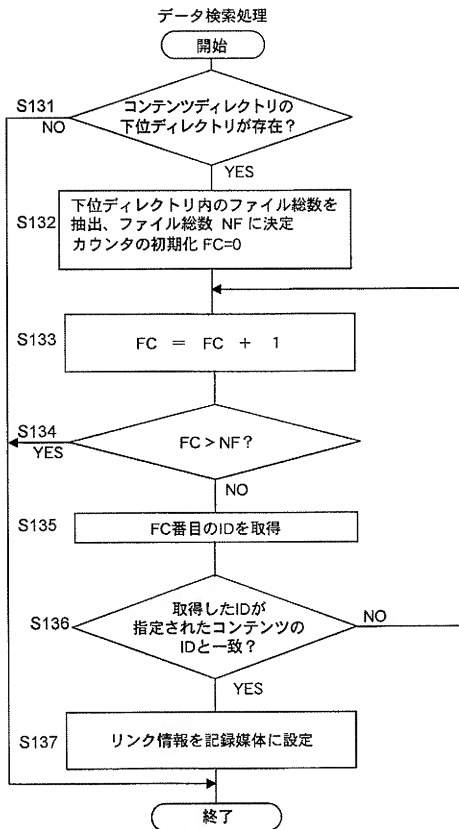 データ検索処理
開始
S131
NO
コンテンツディレクトリの
下位ディレクトリが存在？
YES
S132
下位ディレクトリ内のファイル総数を
抽出、ファイル総数 NF に決定
カウンタの初期化 FC=0
S133
FC = FC + 1
S134
YES
FC > NF？
NO
S135
FC番目のIDを取得
S136
取得したIDが
指定されたコンテンツの
IDと一致？
NO
YES
S137
リンク情報を記録媒体に設定
終了